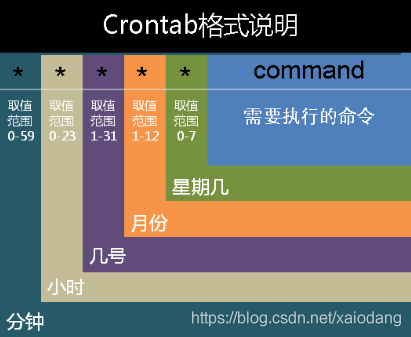 Crontab格式说明
* * * * * command
取值 取值 取值 取值 取值
范围 范围 范围 范围 范围
0-59 0-23 1-31 1-12 0-7
需要执行的命令
星期几
月份
几号
小时
分钟
https://blog.csdn.net/xaiodang